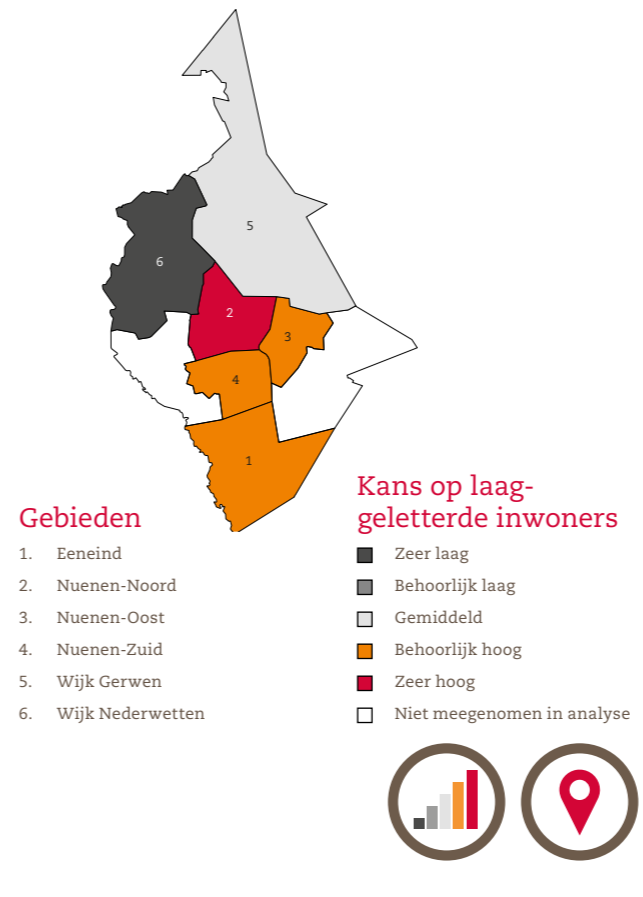 5
6
2
3
4
1
Gebieden
1. Eeneind
2. Nuenen-Noord
3. Nuenen-Oost
4. Nuenen-Zuid
5. Wijk Gerwen
6. Wijk Nederwetten
Kans op laag-
geletterde inwoners
Zeer laag
Behoorlijk laag
Gemiddeld
Behoorlijk hoog
Zeer hoog
Niet meegenomen in analyse